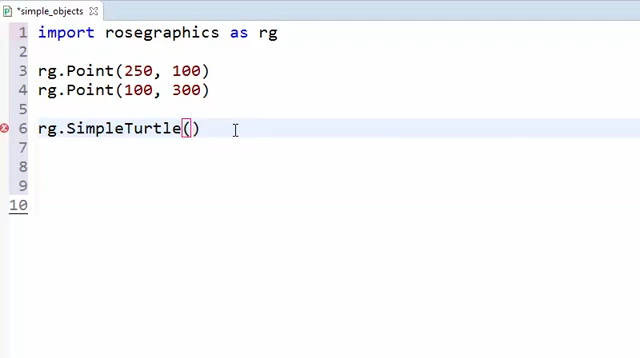 *simple_objects
1 import rosegraphics as rg
2
3 rg.Point(250, 100)
4 rg.Point(100, 300)
5
6 rg.SimpleTurtle()
7
8
9
10